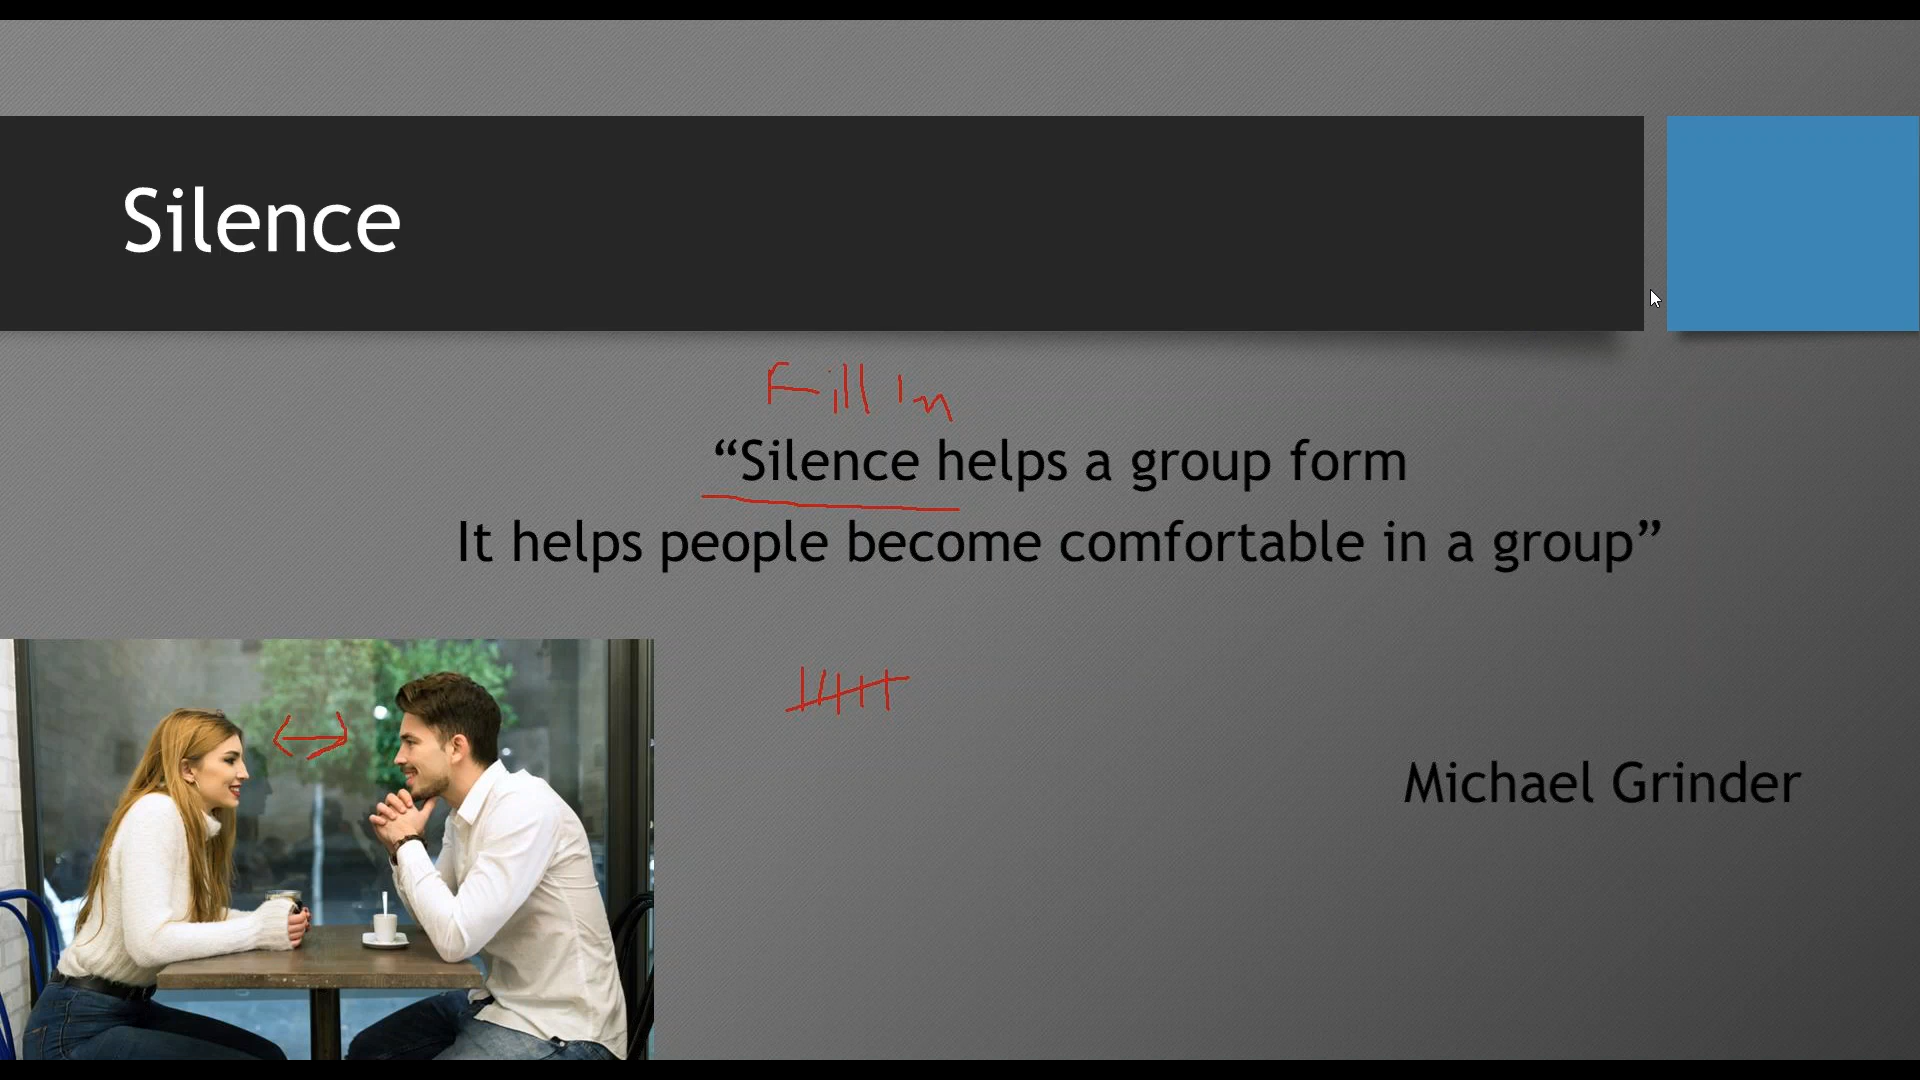 Silence
Fill In
“Silence helps a group form
It helps people become comfortable in a group”
Michael Grinder